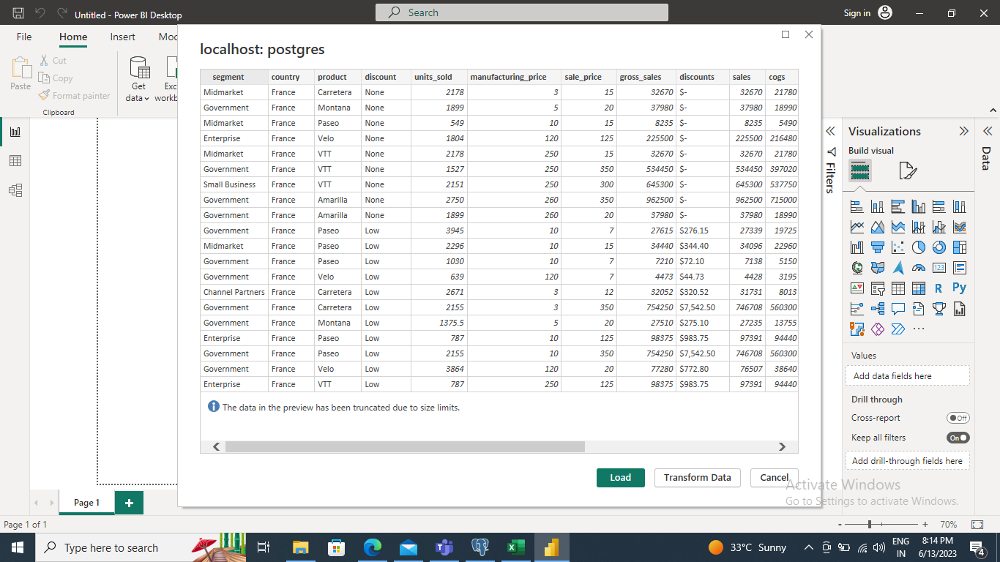 Untitled - Power BI Desktop
Search
Sign in
File Home Insert Mo
localhost: postgres
Paste
Cut
Copy
Format painter
Clipboard
Get data
Exc
workb
segment country product discount units_sold manufacturing_price sale_price gross_sales discounts sales cogs
Midmarket France Carretera None 2178 3 15 32670 $- 32670 21780
Government France Montana None 1899 5 20 37980 $- 37980 18990
Midmarket France Paseo None 549 10 15 8235 $- 8235 5490
Enterprise France Velo None 1804 120 125 225500 $- 225500 216480
Midmarket France VTT None 2178 250 15 32670 $- 32670 21780
Government France VTT None 1527 250 350 534450 $- 534450 397020
Small Business France VTT None 2151 250 300 645300 $- 645300 537750
Government France Amarilla None 2750 260 350 962500 $- 962500 715000
Government France Amarilla None 1899 260 20 37980 $- 37980 18990
Government France Paseo Low 3945 10 7 27615 $276.15 27339 19725
Midmarket France Paseo Low 2296 10 15 34440 $344.40 34096 22960
Government France Paseo Low 1030 10 7 7210 $72.10 7138 5150
Government France Velo Low 639 120 7 4473 $44.73 4428 3195
Channel Partners France Carretera Low 2671 3 12 32052 $320.52 31731 8013
Government France Carretera Low 2155 3 350 754250 $7,542.50 746708 560300
Government France Montana Low 1375.5 5 20 27510 $275.10 27235 13755
Enterprise France Paseo Low 787 10 125 98375 $983.75 97391 94440
Government France Paseo Low 2155 10 350 754250 $7,542.50 746708 560300
Government France Velo Low 3864 120 20 77280 $772.80 76507 38640
Enterprise France VTT Low 787 250 125 98375 $983.75 97391 94440
The data in the preview has been truncated due to size limits.
Load Transform Data Cancel
Filters
Visualizations
Build visual
123
R Py
Values
Add data fields here
Drill through
Cross-report Off
Keep all filters On
Add drill-through fields here
Data
Activate Windows
Go to Settings to activate Windows.
Page 1
Page 1 of 1
- + 70%
Type here to search
33°C Sunny
ENG
IN
8:14 PM
6/13/2023
4